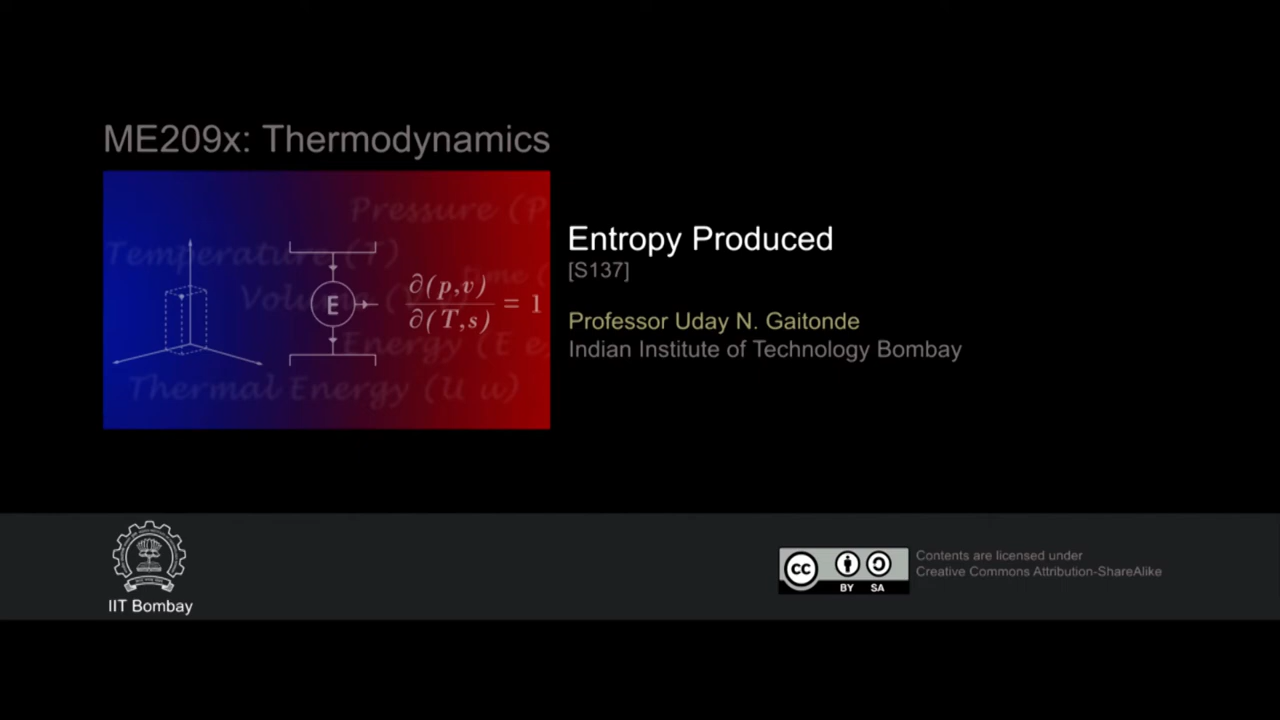 ME209x: Thermodynamics
Pressure (P
Temperature (T)
Energy (E e
Thermal Energy (U u)
E
∂(p,v)
∂(T,s)
= 1
Entropy Produced
[S137]
Professor Uday N. Gaitonde
Indian Institute of Technology Bombay
IIT Bombay
cc
BY SA
Contents are licensed under
Creative Commons Attribution-ShareAlike